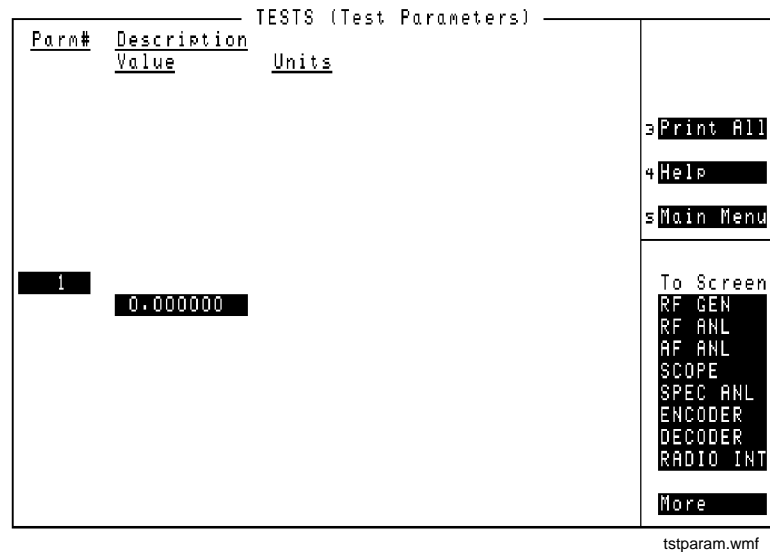 TESTS (Test Parameters)
Parm# Description
Value Units
3 Print All
4 Help
5 Main Menu
1
0.000000
To Screen
RF GEN
RF ANL
AF ANL
SCOPE
SPEC ANL
ENCODER
DECODER
RADIO INT
More
tstparam.wmf